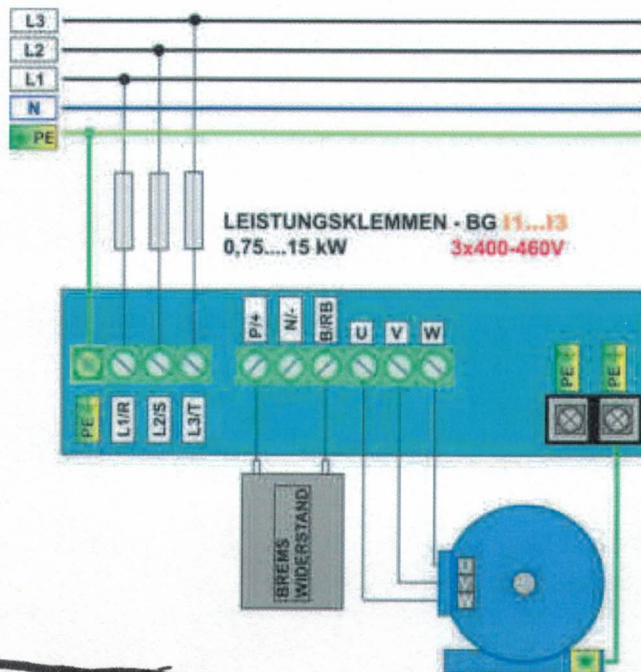 L3
L2
L1
N
PE
LEISTUNGSKLEMMEN - BG I1...I3
0,75....15 kW 3x400-460V
P/+
N/-
B/RB
U
V
W
PE
PE
PE
L1/R
L2/S
L3/T
BREMS
WIDERSTAND